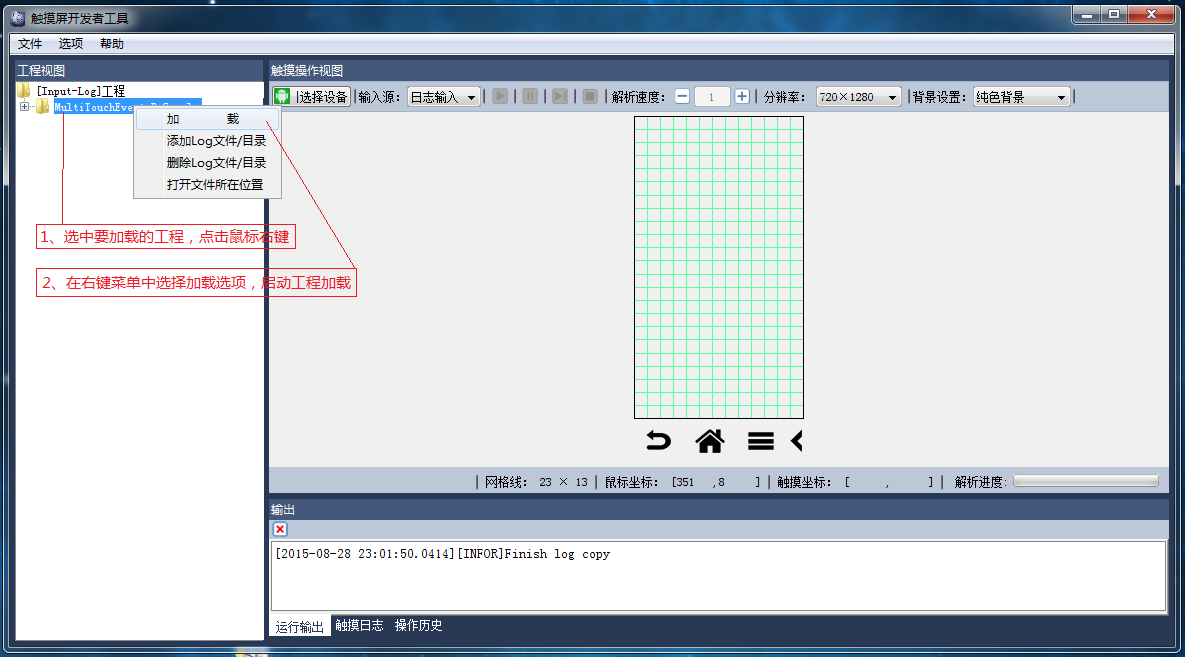 触摸屏开发者工具
文件 选项 帮助
工程视图
[Input-Log]工程
加 载
添加Log文件/目录
删除Log文件/目录
打开文件所在位置
1、选中要加载的工程，点击鼠标右键
2、在右键菜单中选择加载选项，启动工程加载
触摸操作视图
选择设备 输入源: 日志输入 解析速度: 1 分辨率: 720×1280 背景设置: 纯色背景
网格线: 23 × 13 鼠标坐标: [351 ,8 ] 触摸坐标: [ , ] 解析进度:
输出
[2015-08-28 23:01:50.0414][INFOR]Finish log copy
运行输出 触摸日志 操作历史